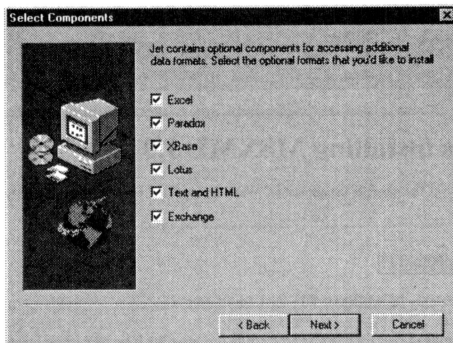 Select Components
Jet contains optional components for accessing additional
data formats. Select the optional formats that you'd like to install
Excel
Paradox
XBase
Lotus
Text and HTML
Exchange
< Back
Next >
Cancel